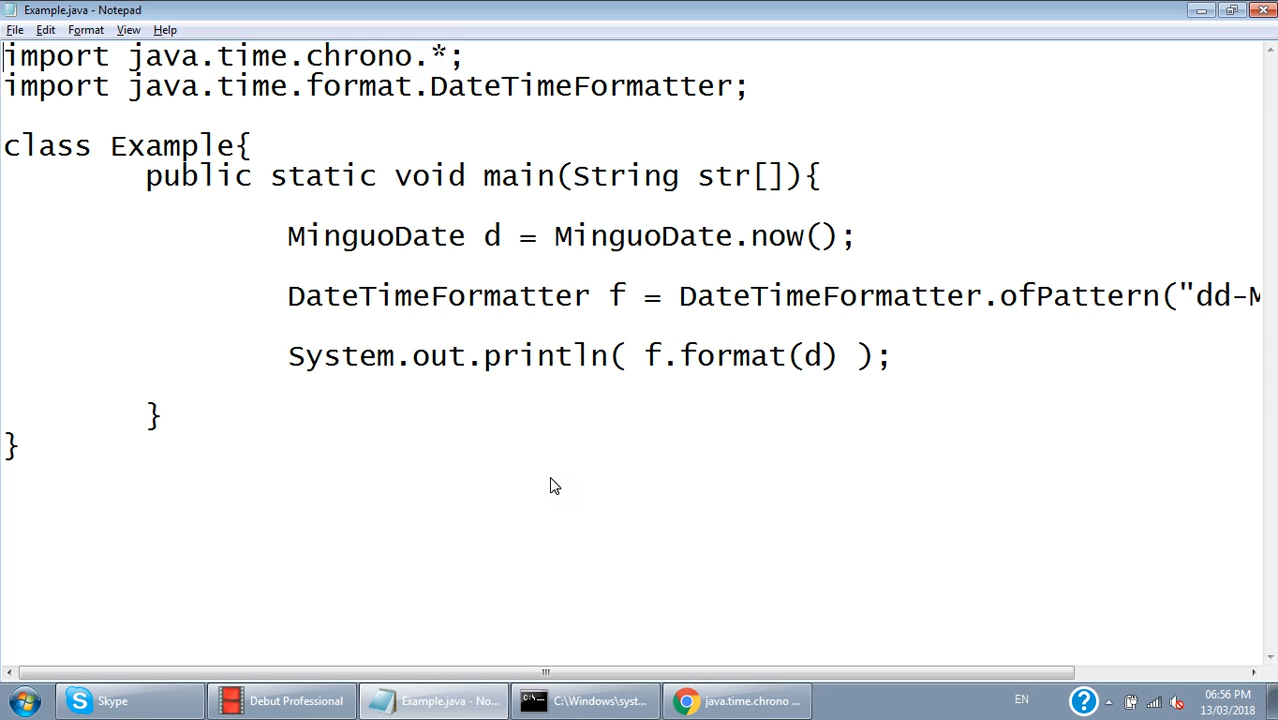 Example.java - Notepad
File Edit Format View Help
import java.time.chrono.*;
import java.time.format.DateTimeFormatter;
class Example{
public static void main(String str[]){
MinguoDate d = MinguoDate.now();
DateTimeFormatter f = DateTimeFormatter.ofPattern("dd-M
System.out.println( f.format(d) );
}
}
Skype Debut Professional Example.java - No... C:\Windows\syst... java.time.chrono ... EN 06:56 PM
13/03/2018